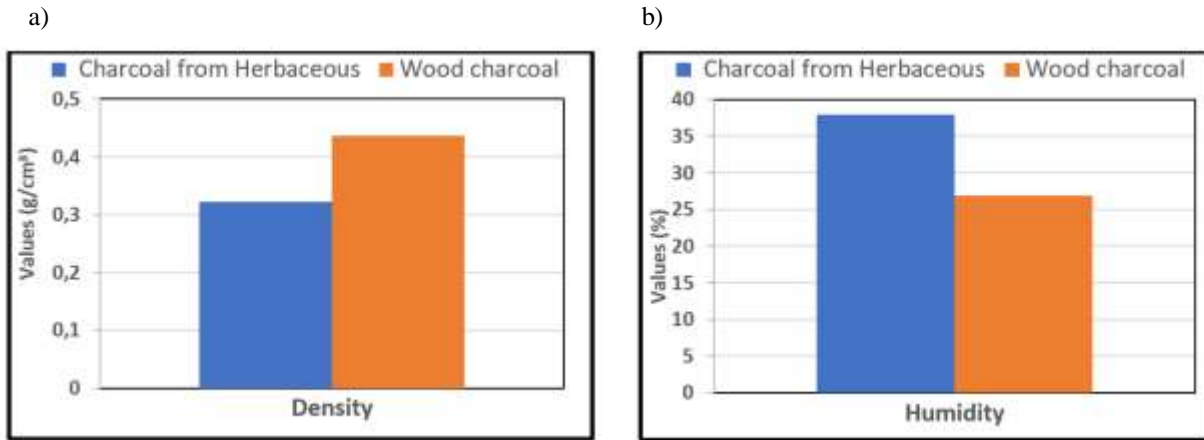 a)
b)
Charcoal from Herbaceous Wood charcoal
0,5
0,4
0,3
0,2
0,1
0
Values (g/cm³)
Density
Charcoal from Herbaceous Wood charcoal
40
35
30
25
20
15
10
5
0
Values (%)
Humidity